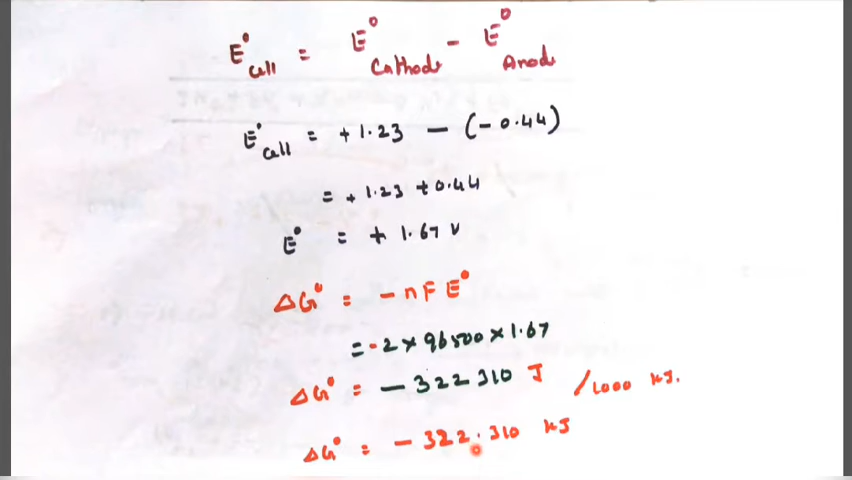 E°cell = E°Cathode - E°Anode
E°cell = +1.23 - (-0.44)
= +1.23 +0.44
E° = + 1.67 V
ΔG° = -nFE°
= -2 × 96500 × 1.67
ΔG° = -322310 J /1000 KJ.
ΔG° = -322.310 KJ